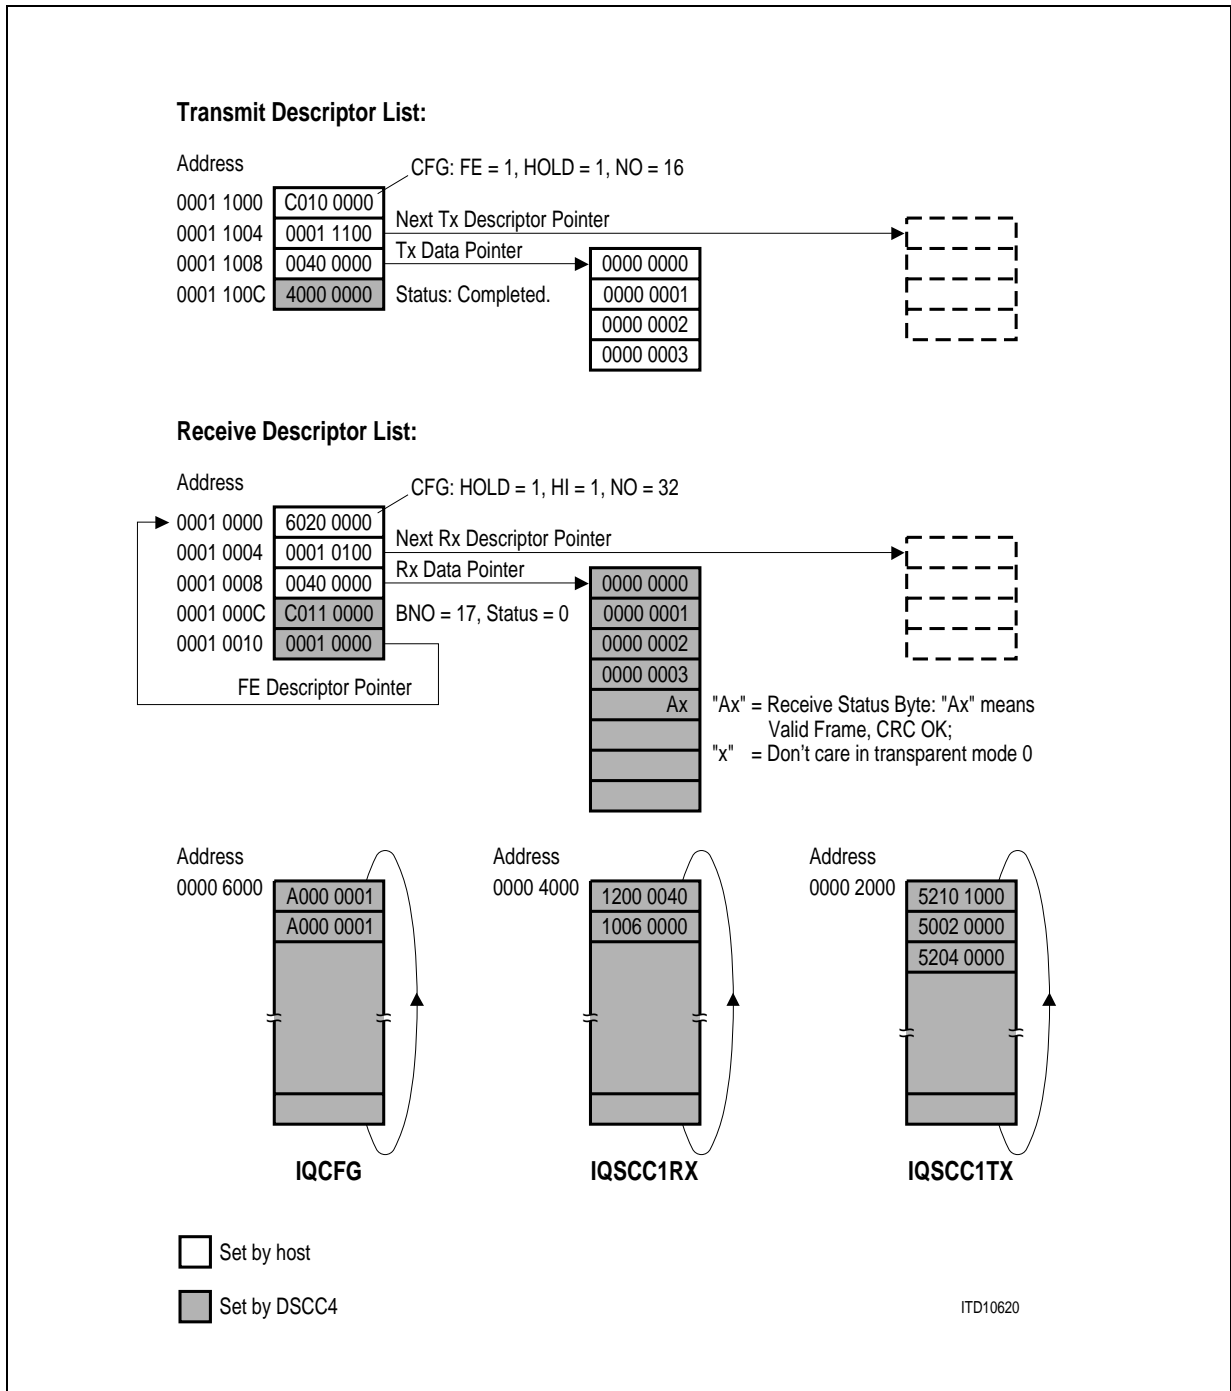 Transmit Descriptor List:
Address
CFG: FE = 1, HOLD = 1, NO = 16
0001 1000 C010 0000
0001 1004 0001 1100 Next Tx Descriptor Pointer
0001 1008 0040 0000 Tx Data Pointer 0000 0000
0001 100C 4000 0000 Status: Completed. 0000 0001
0000 0002
0000 0003
Receive Descriptor List:
Address
CFG: HOLD = 1, HI = 1, NO = 32
0001 0000 6020 0000
0001 0004 0001 0100 Next Rx Descriptor Pointer
0001 0008 0040 0000 Rx Data Pointer 0000 0000
0001 000C C011 0000 BNO = 17, Status = 0 0000 0001
0001 0010 0001 0000 0000 0002
0000 0003
FE Descriptor Pointer
Ax "Ax" = Receive Status Byte: "Ax" means
Valid Frame, CRC OK;
"x" = Don't care in transparent mode 0
Address Address Address
0000 6000 A000 0001 0000 4000 1200 0040 0000 2000 5210 1000
A000 0001 1006 0000 5002 0000
5204 0000
IQCFG IQSCC1RX IQSCC1TX
Set by host
Set by DSCC4
ITD10620